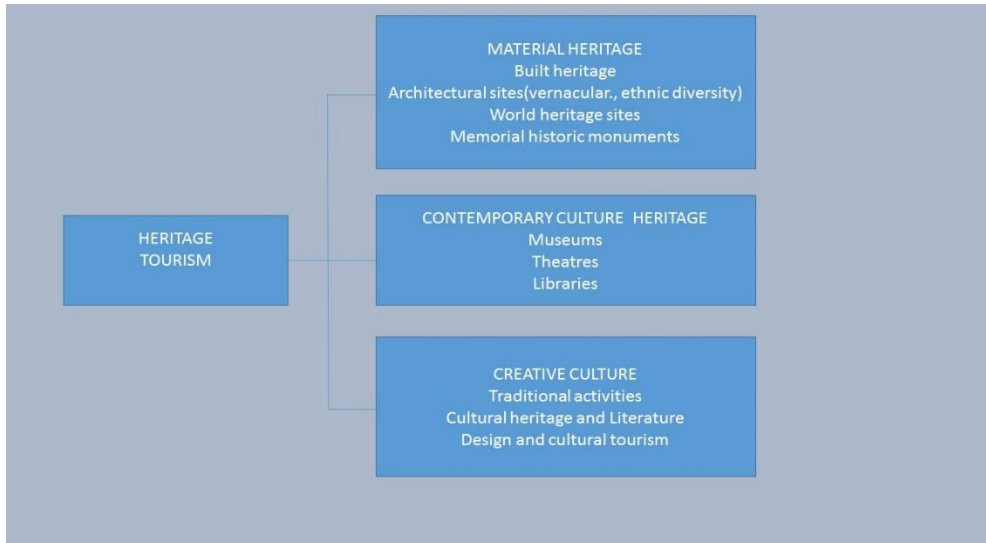 HERITAGE
TOURISM
MATERIAL HERITAGE
Built heritage
Architectural sites(vernacular., ethnic diversity)
World heritage sites
Memorial historic monuments
CONTEMPORARY CULTURE HERITAGE
Museums
Theatres
Libraries
CREATIVE CULTURE
Traditional activities
Cultural heritage and Literature
Design and cultural tourism